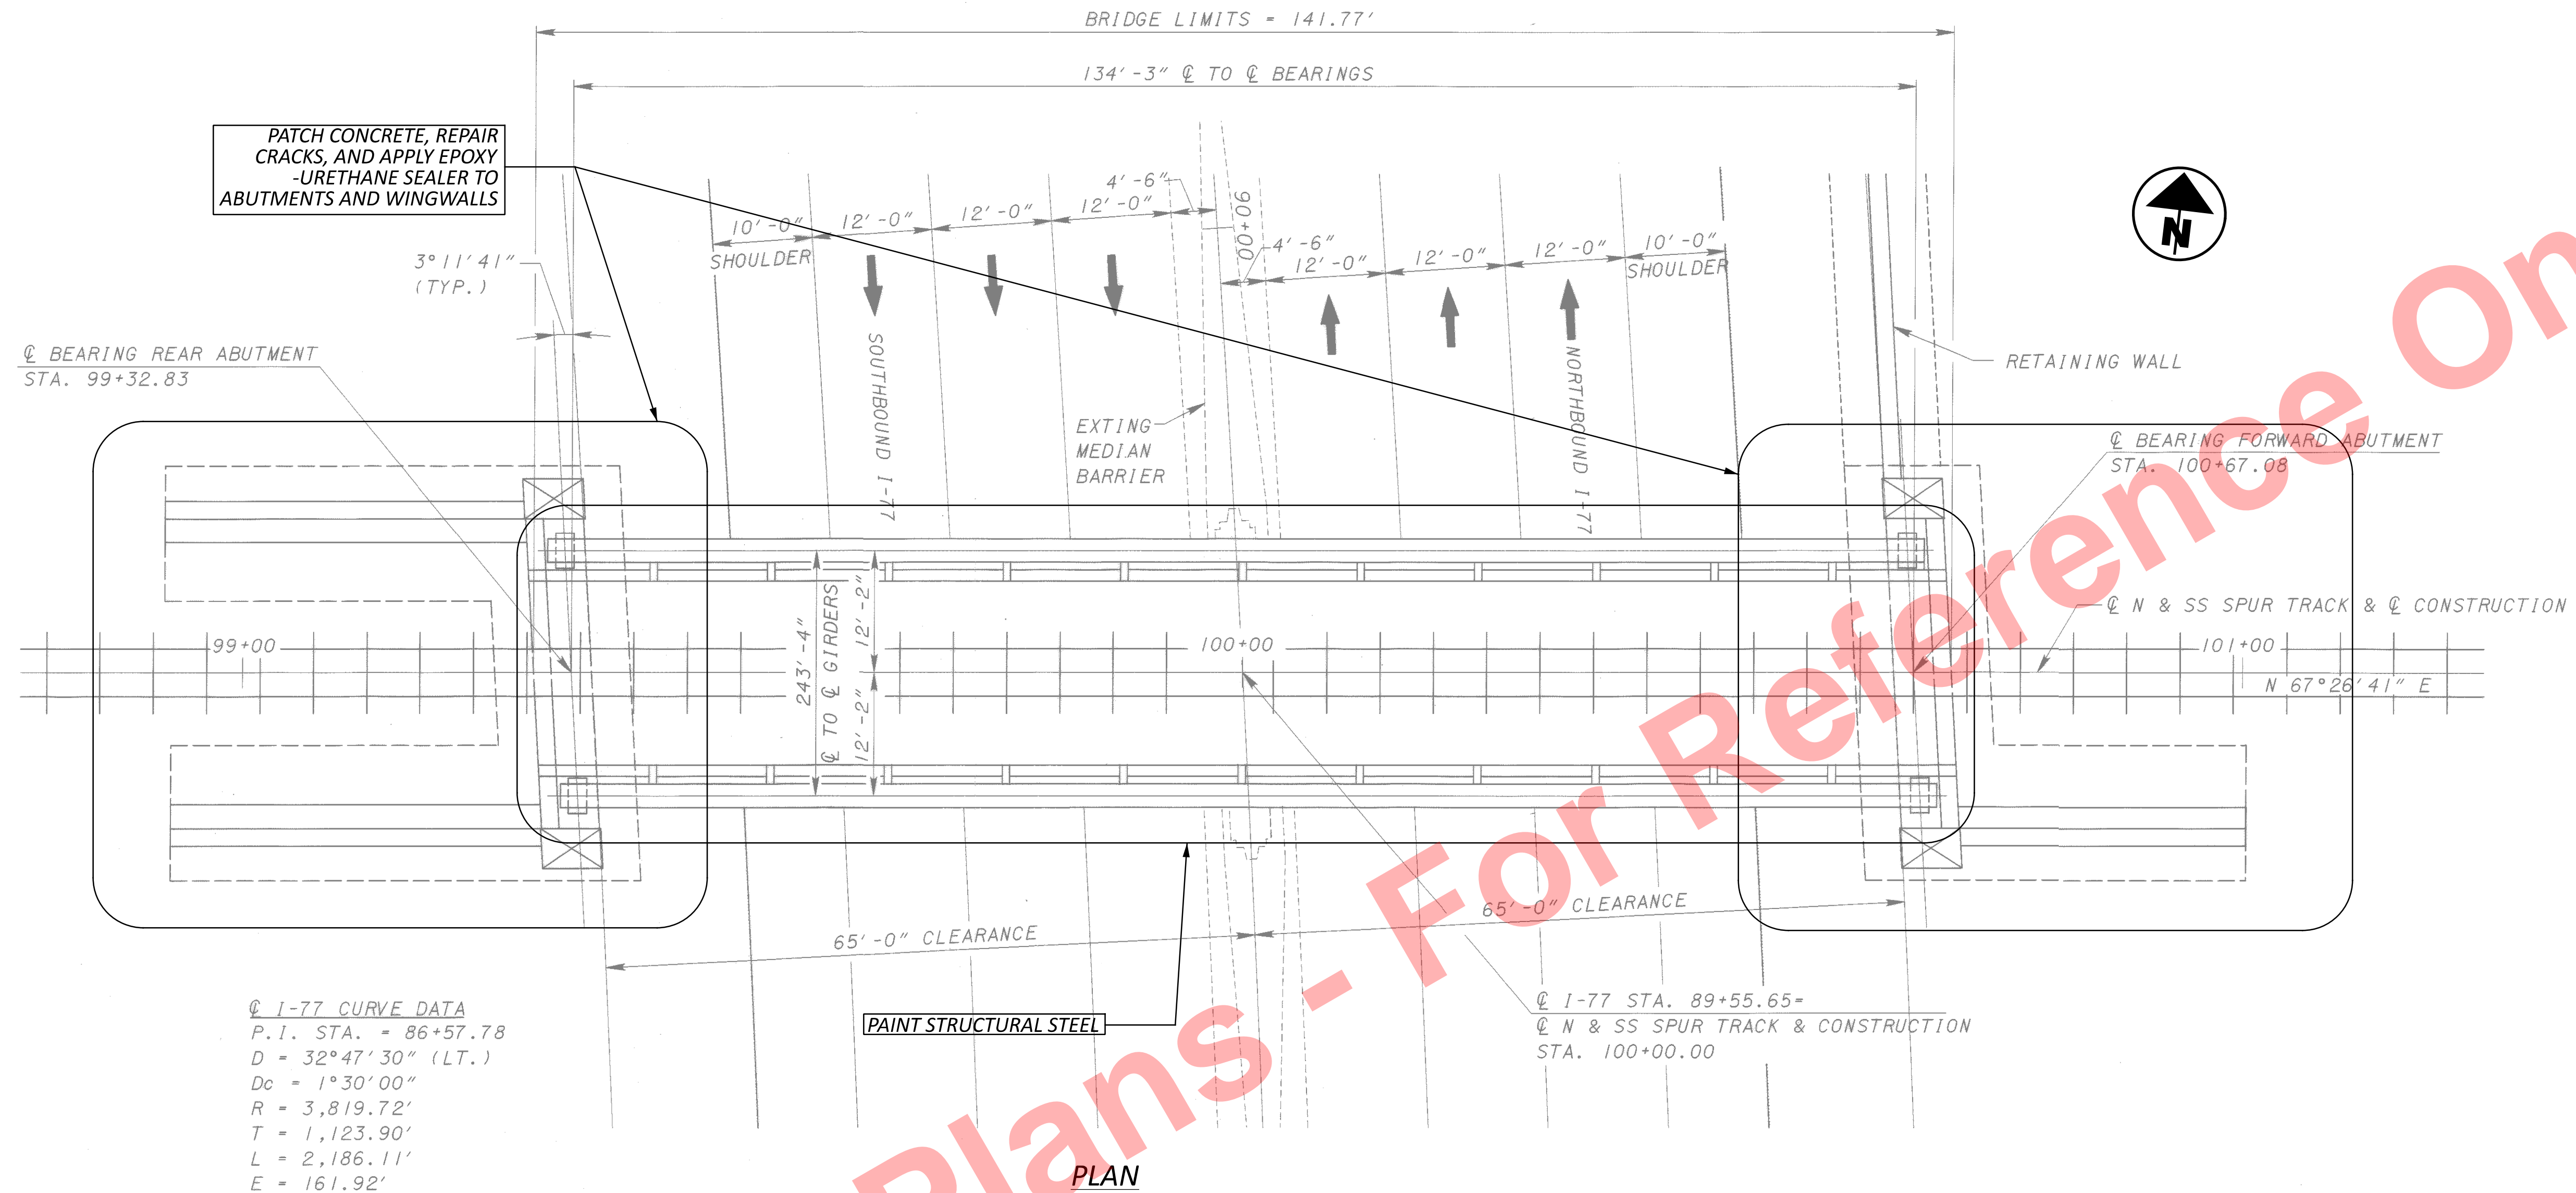 BRIDGE LIMITS = 141.77'
134'-3" ℄ TO ℄ BEARINGS
PATCH CONCRETE, REPAIR
CRACKS, AND APPLY EPOXY
-URETHANE SEALER TO
ABUTMENTS AND WINGWALLS
3°11'41"
(TYP.)
10'-0"
SHOULDER
12'-0"
12'-0"
12'-0"
4'-6"
90+00
4'-6"
12'-0"
12'-0"
12'-0"
10'-0"
SHOULDER
℄ BEARING REAR ABUTMENT
STA. 99+32.83
SOUTHBOUND I-77
EXTING
MEDIAN
BARRIER
NORTHBOUND I-77
N
RETAINING WALL
℄ BEARING FORWARD ABUTMENT
STA. 100+67.08
℄ N & SS SPUR TRACK & ℄ CONSTRUCTION
99+00
243'-4"
℄ TO ℄ GIRDERS
12'-2"
12'-2"
100+00
101+00
N 67°26'41" E
65'-0" CLEARANCE
65'-0" CLEARANCE
PAINT STRUCTURAL STEEL
℄ I-77 STA. 89+55.65=
℄ N & SS SPUR TRACK & CONSTRUCTION
STA. 100+00.00
℄ I-77 CURVE DATA
P.I. STA. = 86+57.78
D = 32°47'30" (LT.)
Dc = 1°30'00"
R = 3,819.72'
T = 1,123.90'
L = 2,186.11'
E = 161.92'
PLAN
Plans - For Reference On